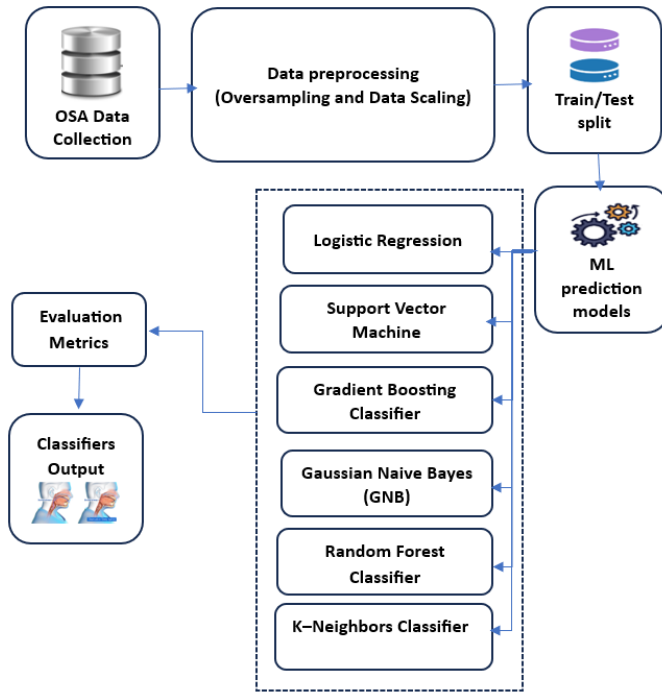 OSA Data
Collection
Data preprocessing
(Oversampling and Data Scaling)
Train/Test
split
ML
prediction
models
Logistic Regression
Support Vector
Machine
Gradient Boosting
Classifier
Gaussian Naive Bayes
(GNB)
Random Forest
Classifier
K–Neighbors Classifier
Evaluation
Metrics
Classifiers
Output